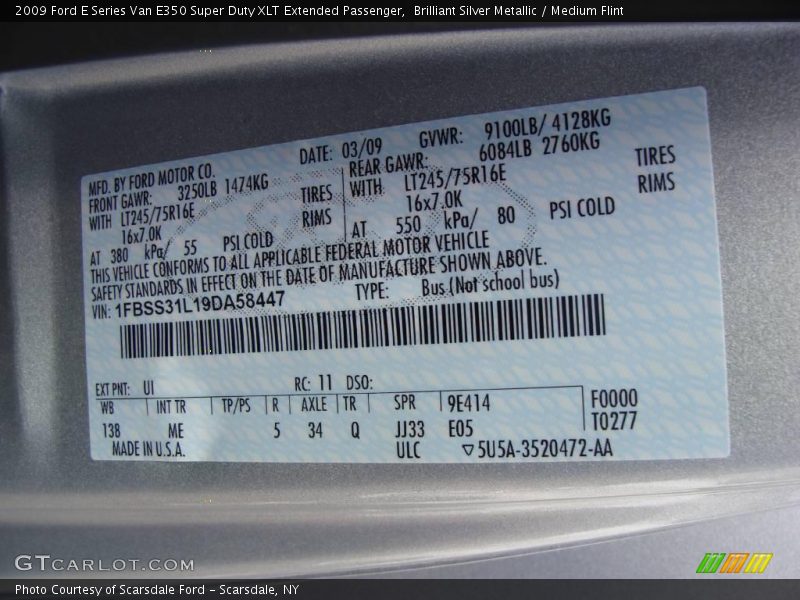 2009 Ford E Series Van E350 Super Duty XLT Extended Passenger,  Brilliant Silver Metallic / Medium Flint
MFD. BY FORD MOTOR CO. DATE: 03/09 GVWR: 9100LB/ 4128KG
FRONT GAWR: 3250LB 1474KG REAR GAWR: 6084LB 2760KG
WITH LT245/75R16E TIRES WITH LT245/75R16E TIRES
16x7.0K RIMS 16x7.0K RIMS
AT 380 kPa/ 55 PSI COLD AT 550 kPa/ 80 PSI COLD
THIS VEHICLE CONFORMS TO ALL APPLICABLE FEDERAL MOTOR VEHICLE
SAFETY STANDARDS IN EFFECT ON THE DATE OF MANUFACTURE SHOWN ABOVE.
VIN: 1FBSS31L19DA58447 TYPE: Bus (Not school bus)
EXT PNT: UI RC: 11 DSO:
WB INT TR TP/PS R AXLE TR SPR 9E414 F0000
138 ME 5 34 Q JJ33 E05 T0277
MADE IN U.S.A. ULC ▽5U5A-3520472-AA
GTCARLOT.COM
Photo Courtesy of Scarsdale Ford – Scarsdale, NY